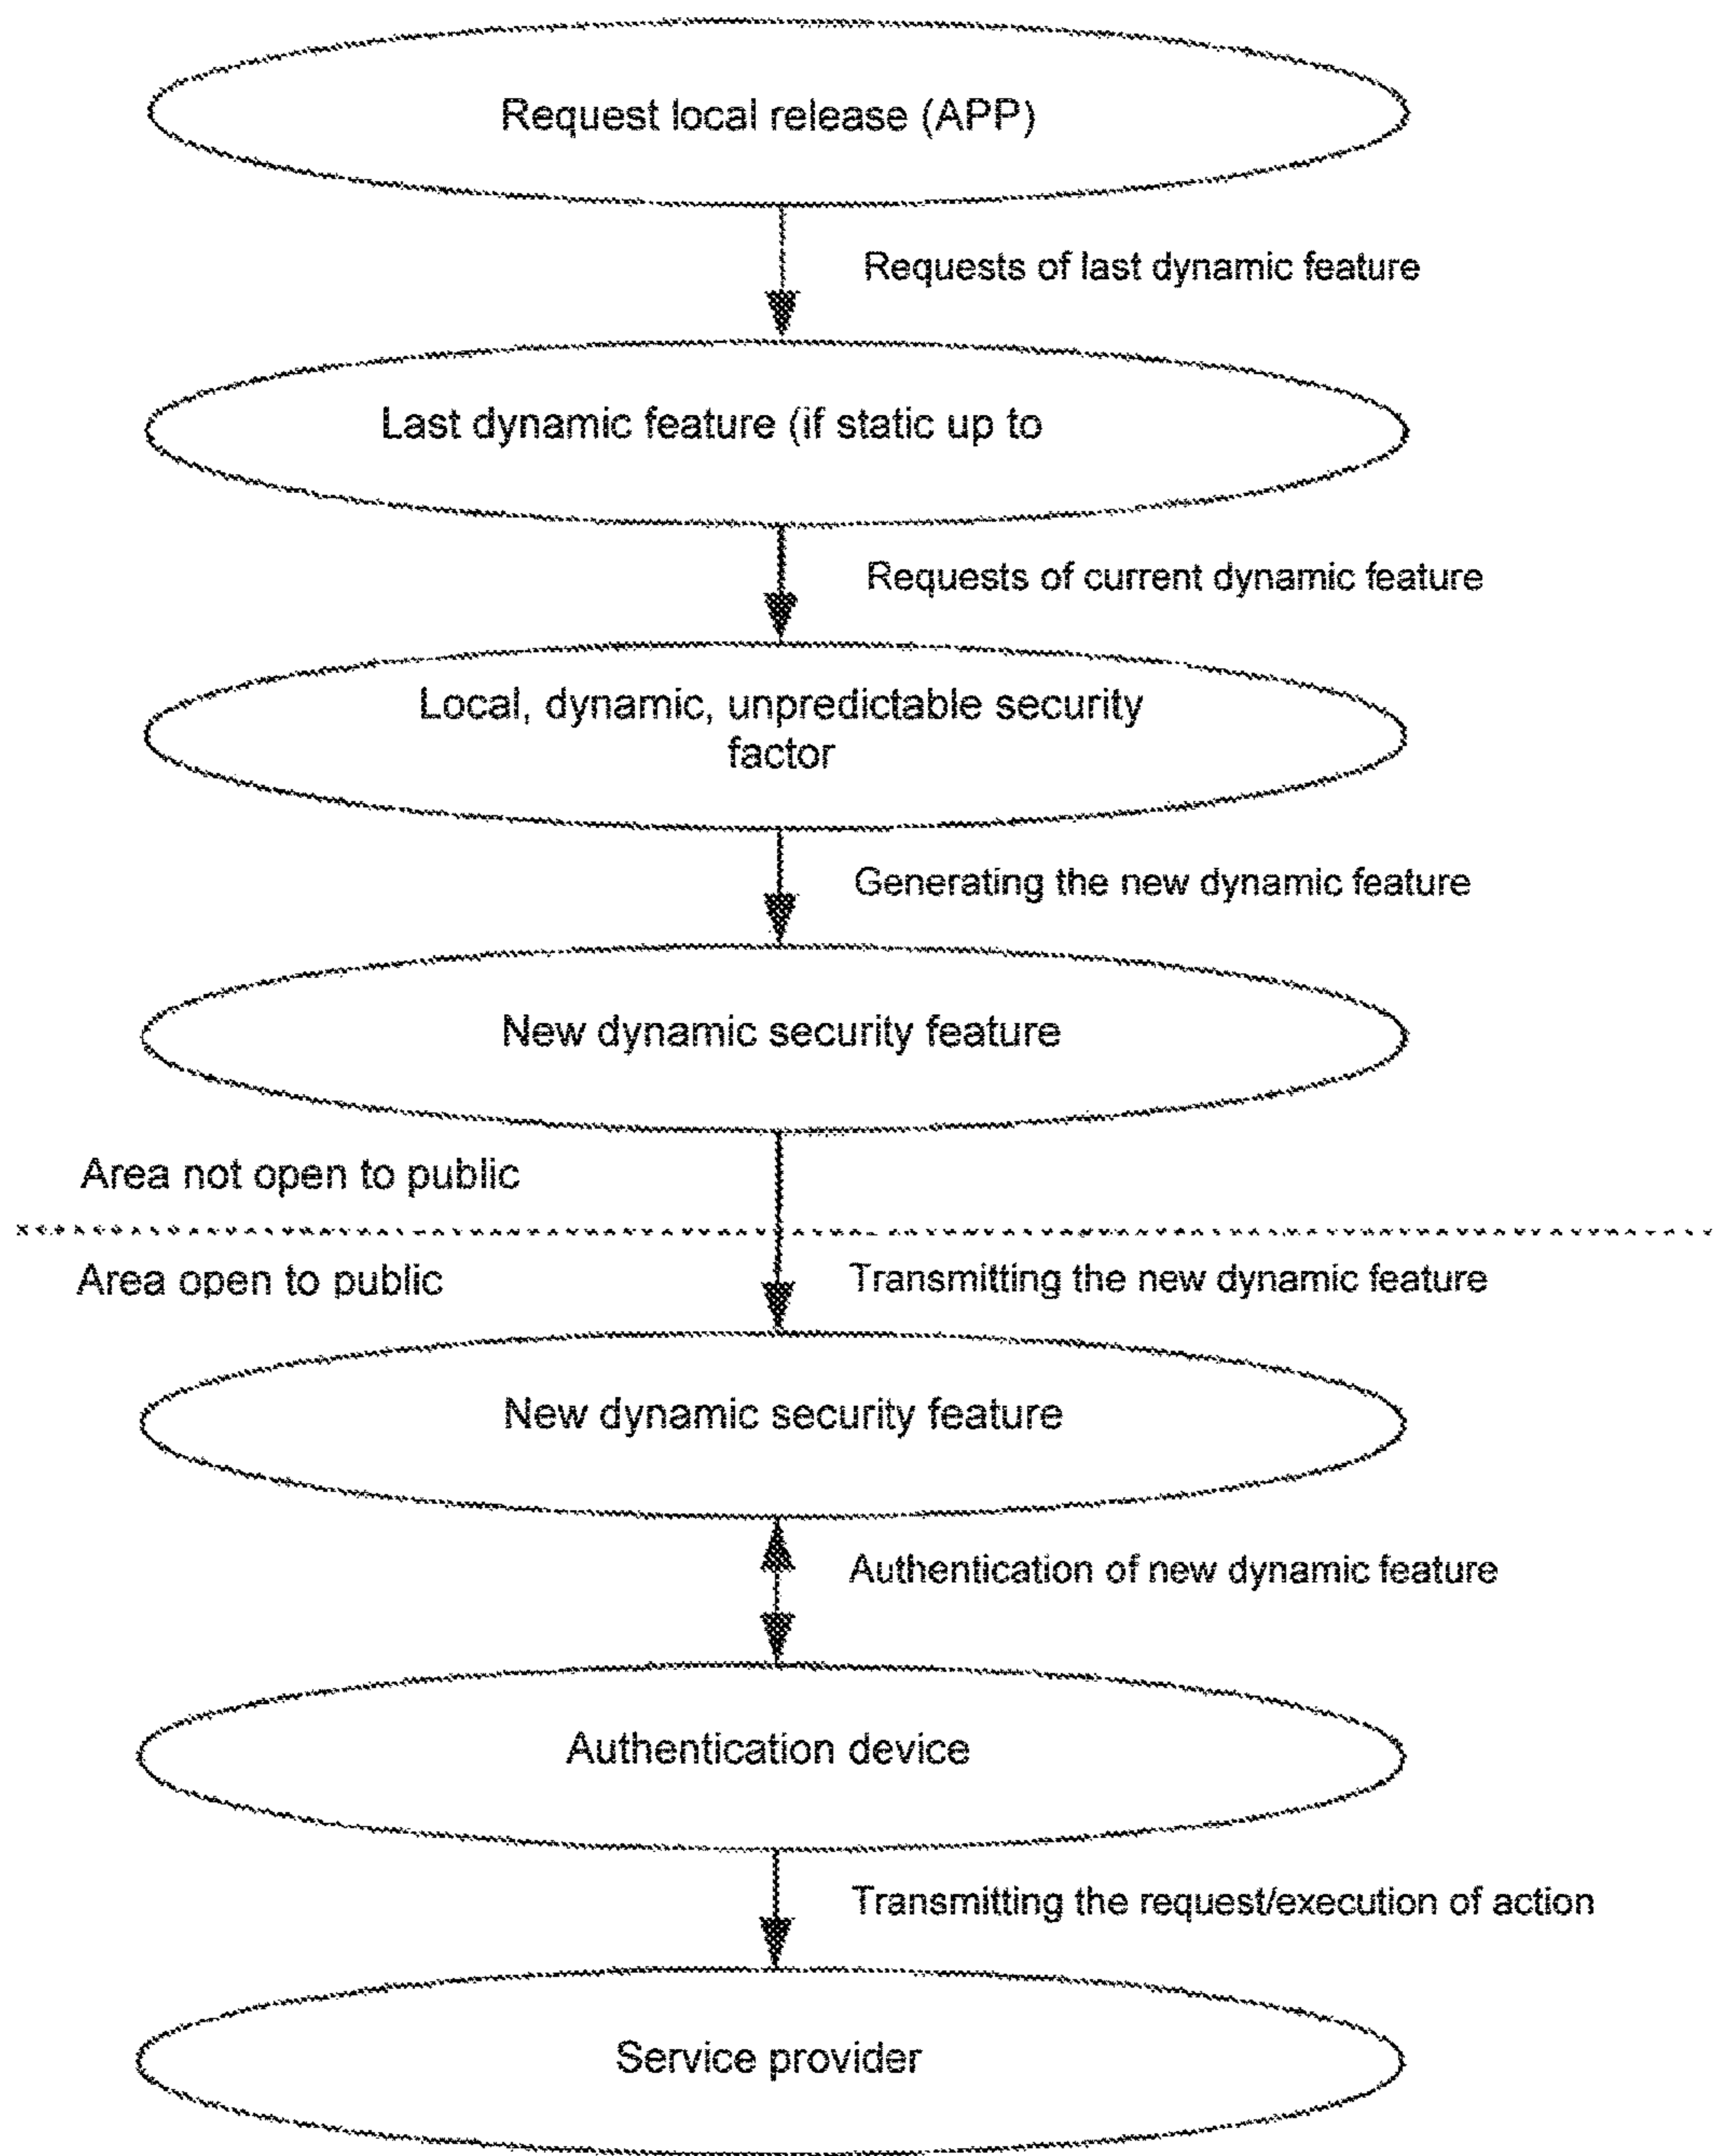 Request local release (APP)
Requests of last dynamic feature
Last dynamic feature (if static up to
Requests of current dynamic feature
Local, dynamic, unpredictable security
factor
Generating the new dynamic feature
New dynamic security feature
Area not open to public
Area open to public
Transmitting the new dynamic feature
New dynamic security feature
Authentication of new dynamic feature
Authentication device
Transmitting the request/execution of action
Service provider